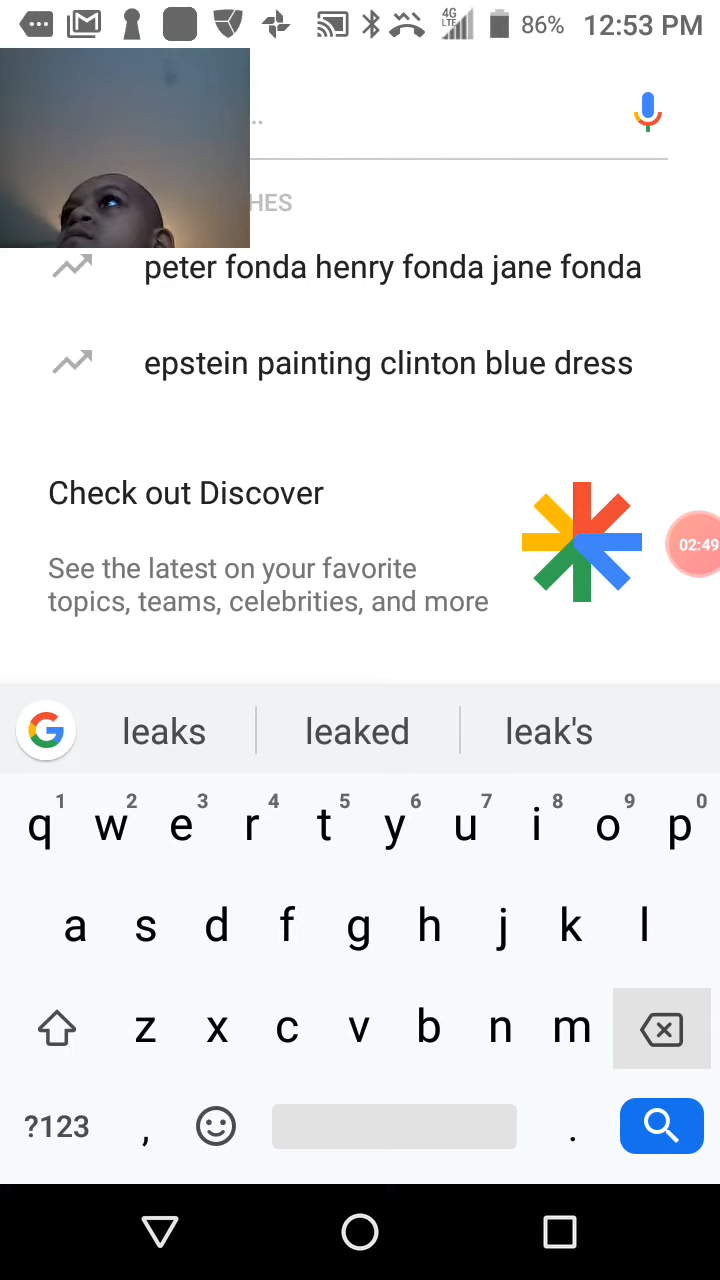 4G
LTE
86%
12:53 PM
..
HES
peter fonda henry fonda jane fonda
epstein painting clinton blue dress
Check out Discover
See the latest on your favorite
topics, teams, celebrities, and more
02:49
leaks leaked leak's
1 2 3 4 5 6 7 8 9 0
q w e r t y u i o p
a s d f g h j k l
z x c v b n m
?123 , .